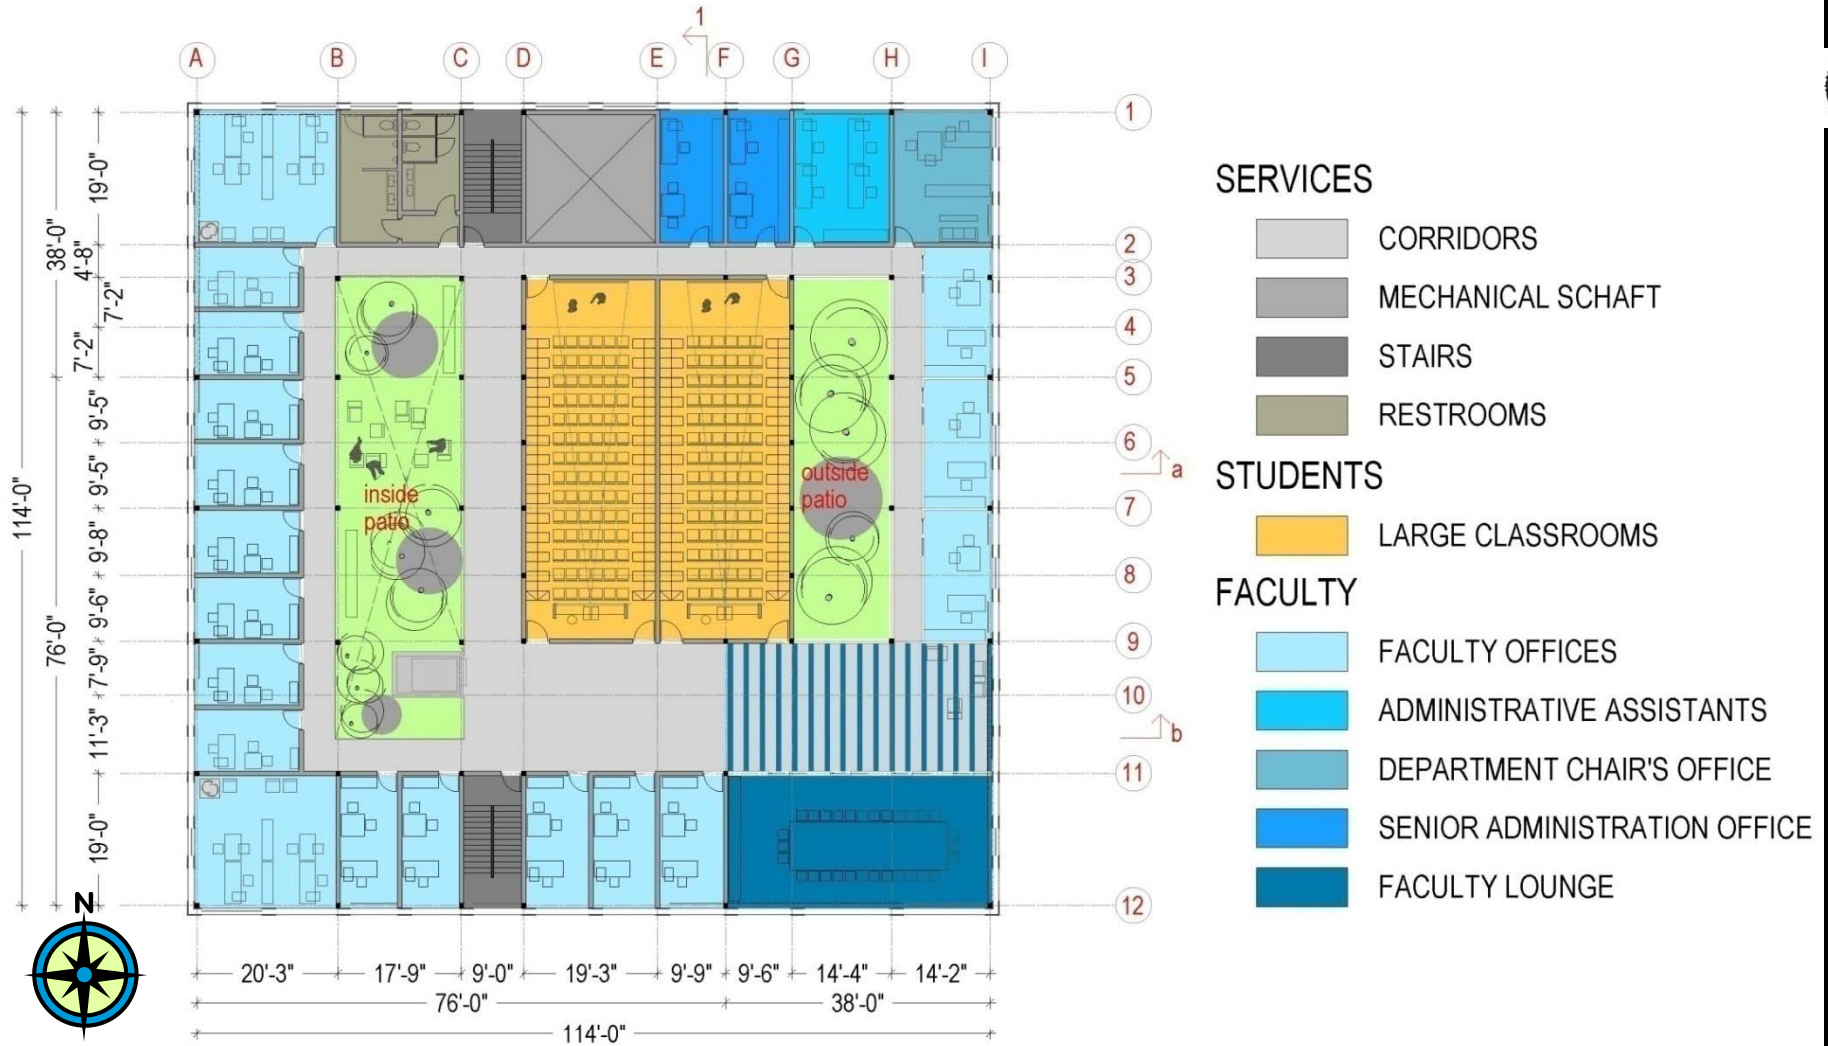 1
A B C D E F G H I
1
2
3
4
5
6
a
7
8
9
10
b
11
12
114'-0"
38'-0"
76'-0"
19'-0"
4'-8"
7'-2"
7'-2"
9'-5"
9'-5"
9'-8"
9'-6"
7'-9"
11'-3"
19'-0"
inside
patio
outside
patio
N
20'-3" 17'-9" 9'-0" 19'-3" 9'-9" 9'-6" 14'-4" 14'-2"
76'-0" 38'-0"
114'-0"
SERVICES
CORRIDORS
MECHANICAL SCHAFT
STAIRS
RESTROOMS
STUDENTS
LARGE CLASSROOMS
FACULTY
FACULTY OFFICES
ADMINISTRATIVE ASSISTANTS
DEPARTMENT CHAIR'S OFFICE
SENIOR ADMINISTRATION OFFICE
FACULTY LOUNGE